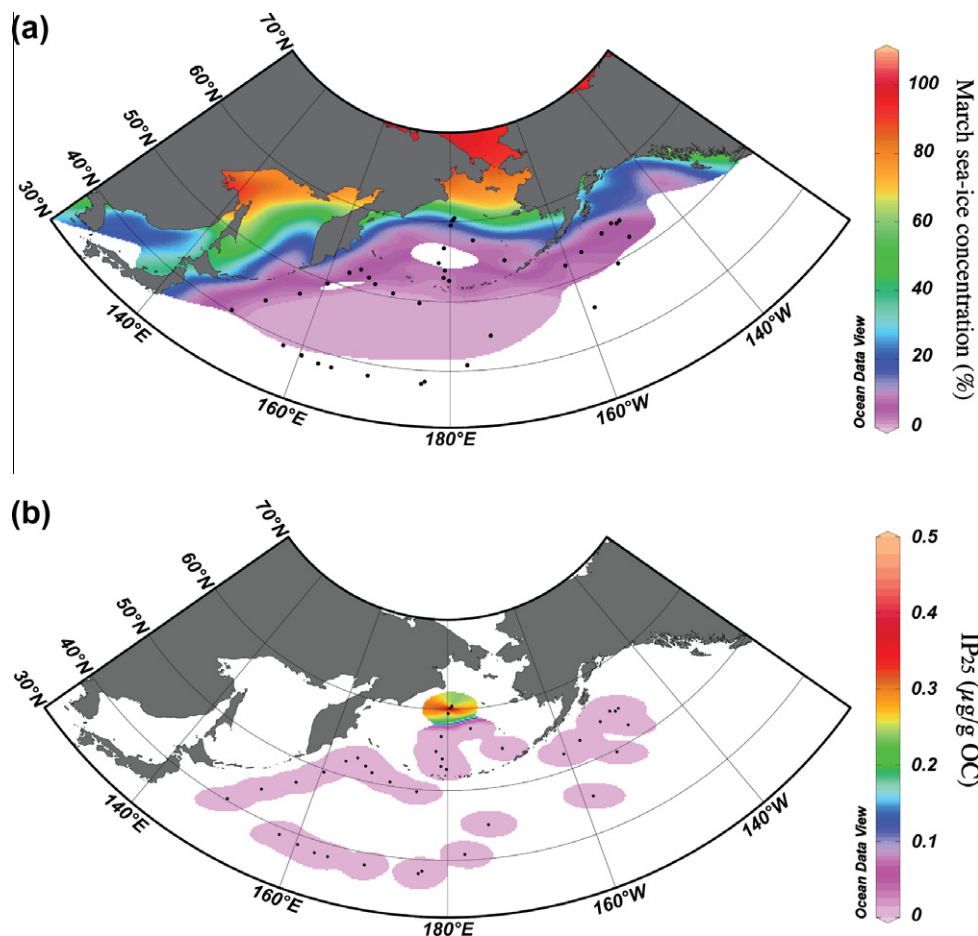 (a)
70°N
60°N
50°N
40°N
30°N
140°E
160°E
180°E
160°W
140°W
Ocean Data View
100
80
60
40
20
0
March sea-ice concentration (%)
(b)
70°N
60°N
50°N
40°N
30°N
140°E
160°E
180°E
160°W
140°W
Ocean Data View
0.5
0.4
0.3
0.2
0.1
0
IP25 (µg/g OC)